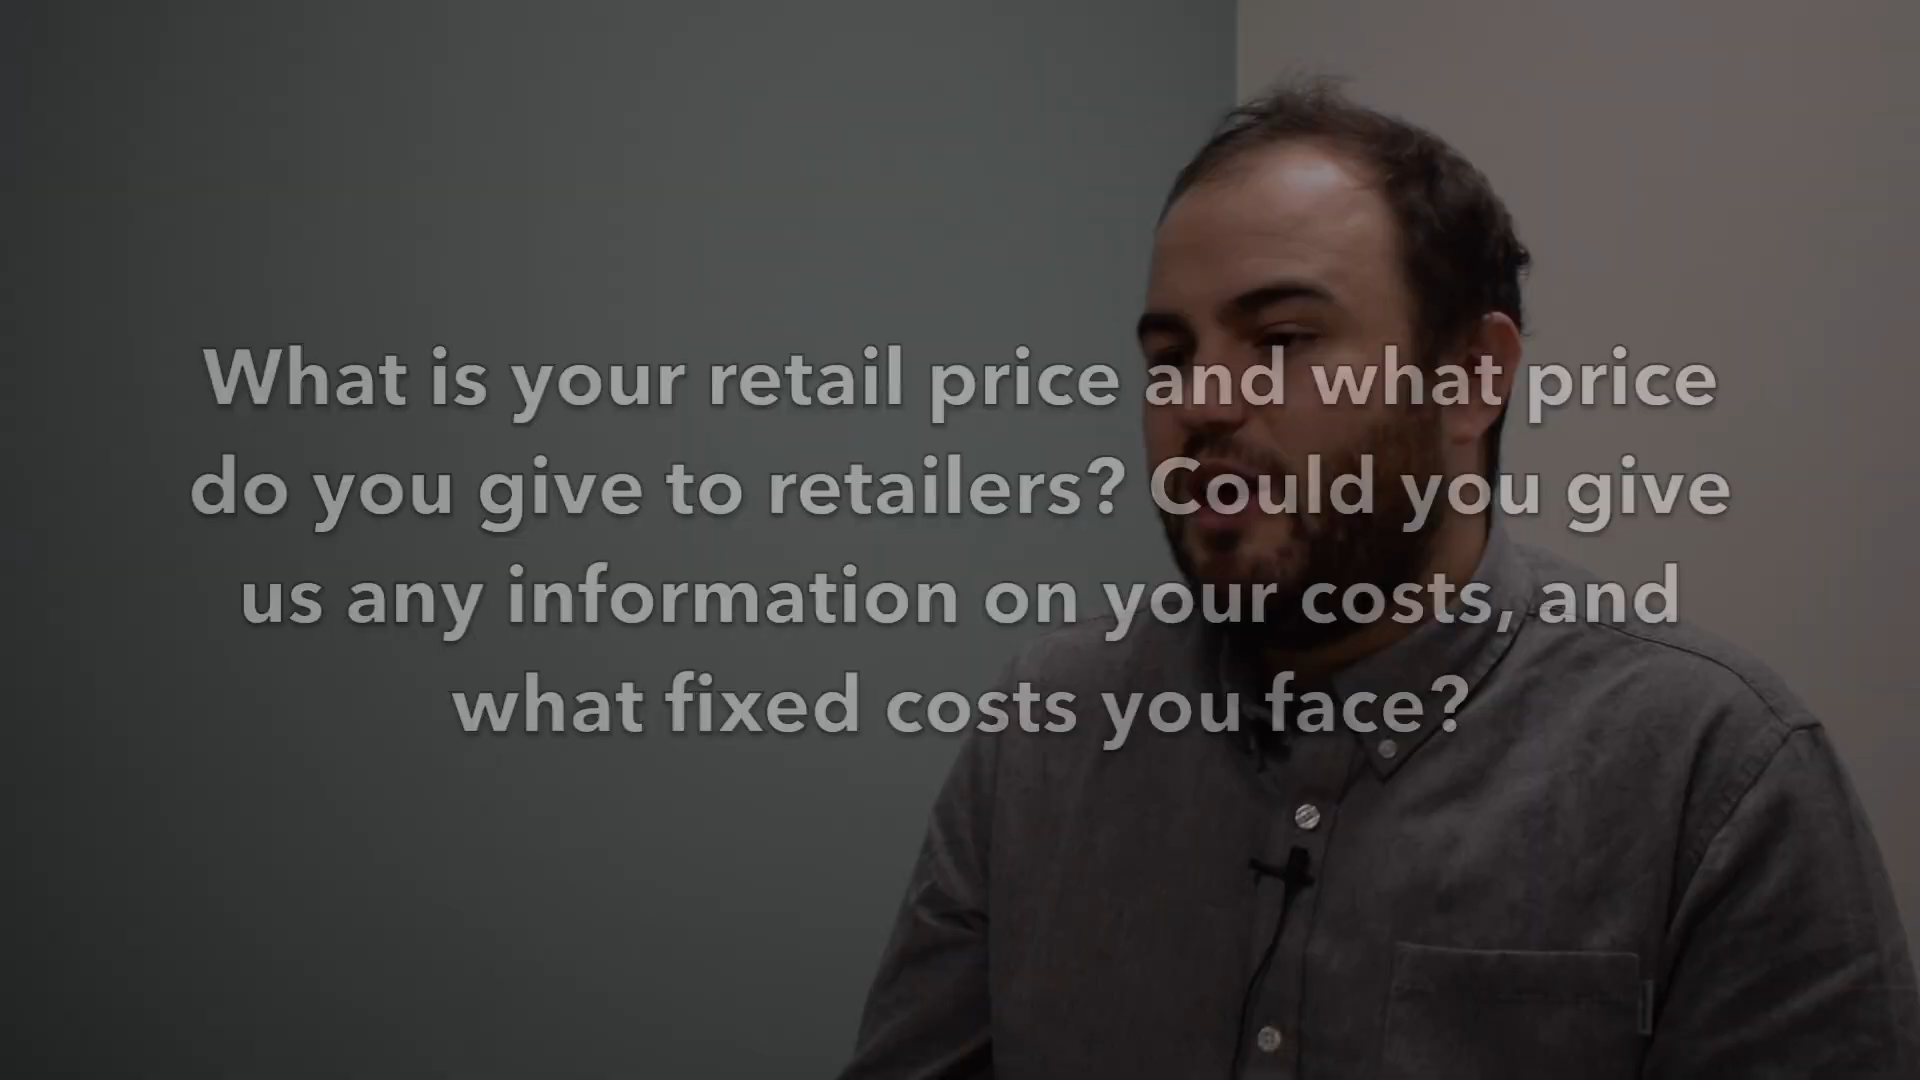 What is your retail price and what price
do you give to retailers? Could you give
us any information on your costs, and
what fixed costs you face?